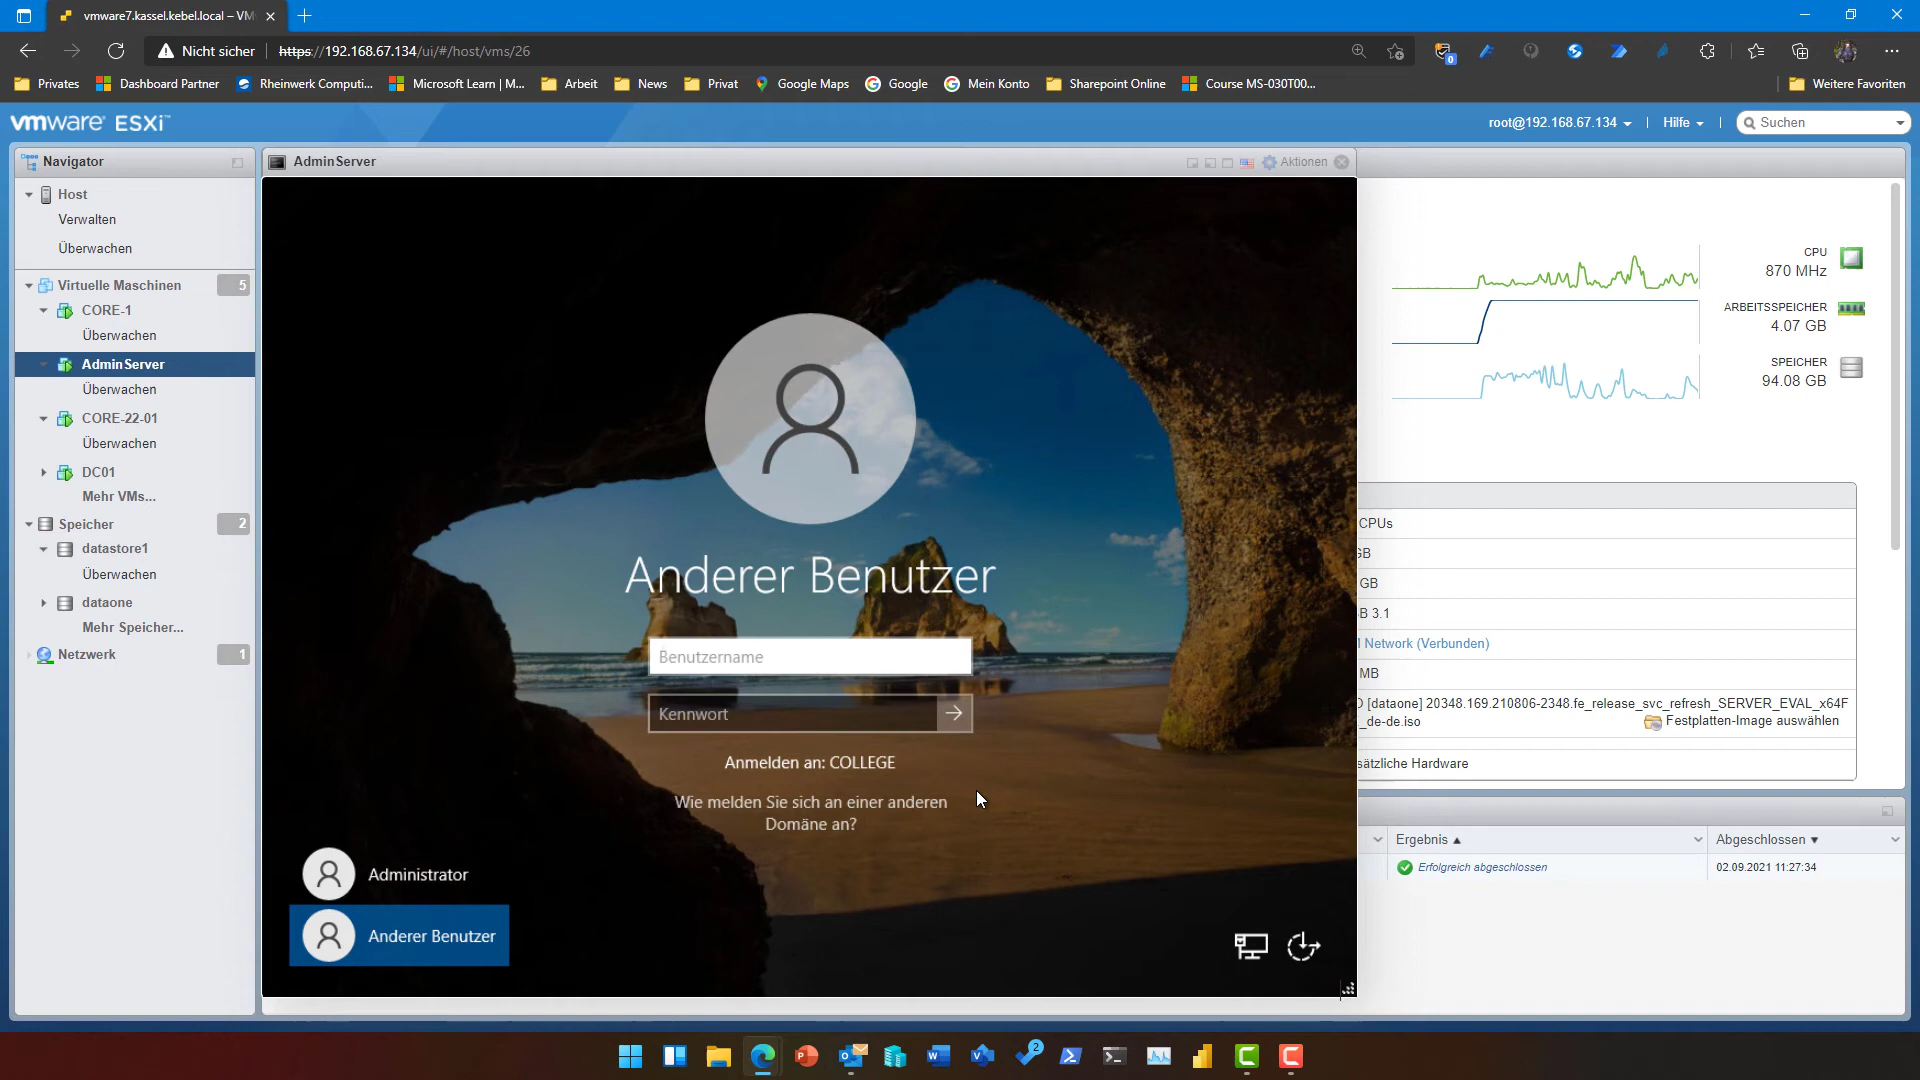 vmware7.kassel.kebel.local – VM
Nicht sicher
https://192.168.67.134/ui/#/host/vms/26
0
Privates
Dashboard Partner
Rheinwerk Computi...
Microsoft Learn | M...
Arbeit
News
Privat
Google Maps
Google
Mein Konto
Sharepoint Online
Course MS-030T00...
Weitere Favoriten
vmware ESXi™
root@192.168.67.134
Hilfe
Suchen
Navigator
Host
Verwalten
Überwachen
Virtuelle Maschinen
5
CORE-1
Überwachen
AdminServer
Überwachen
CORE-22-01
Überwachen
DC01
Mehr VMs...
Speicher
2
datastore1
Überwachen
dataone
Mehr Speicher...
Netzwerk
1
AdminServer
Aktionen
Anderer Benutzer
Benutzername
Kennwort
Anmelden an: COLLEGE
Wie melden Sie sich an einer anderen
Domäne an?
Administrator
Anderer Benutzer
CPU
870 MHz
ARBEITSSPEICHER
4.07 GB
SPEICHER
94.08 GB
CPUs
GB
GB
B 3.1
Network (Verbunden)
MB
[dataone] 20348.169.210806-2348.fe_release_svc_refresh_SERVER_EVAL_x64F
_de-de.iso
Festplatten-Image auswählen
sätzliche Hardware
Ergebnis
Abgeschlossen
Erfolgreich abgeschlossen
02.09.2021 11:27:34
2